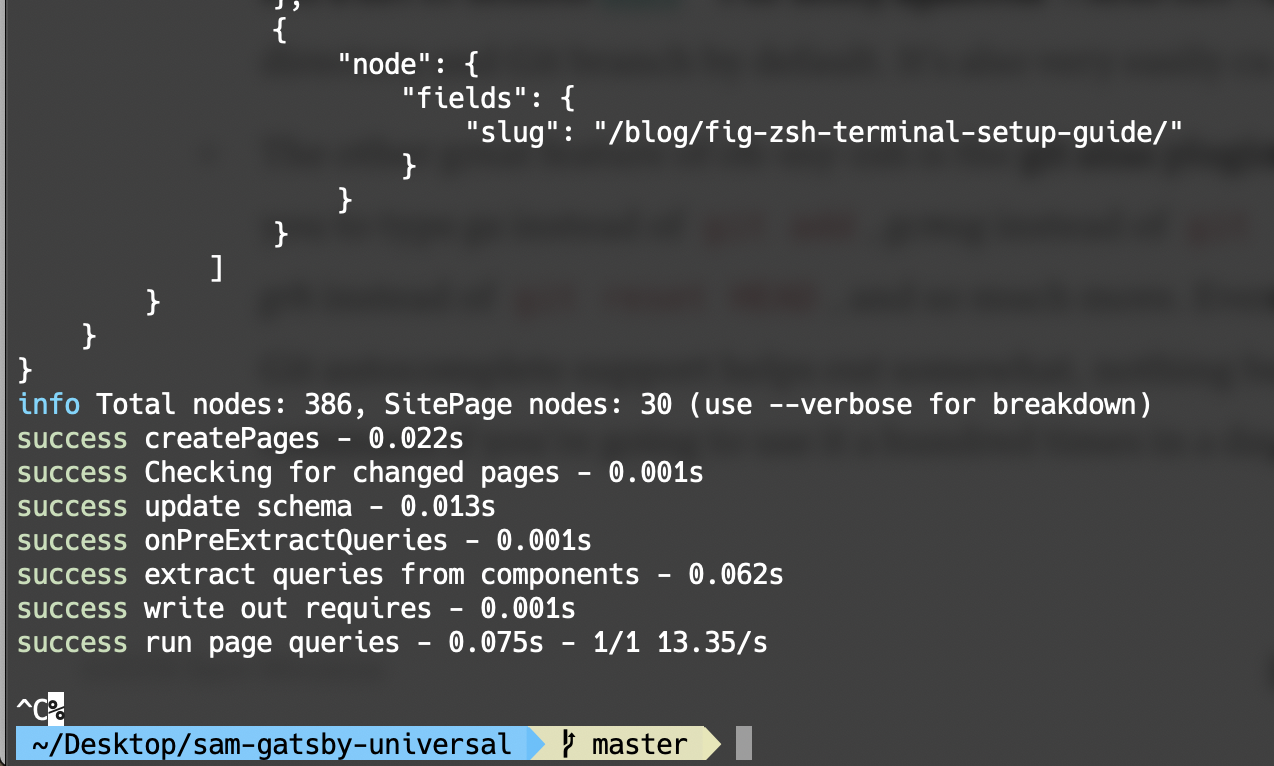 },
{
"node": {
"fields": {
"slug": "/blog/fig-zsh-terminal-setup-guide/"
}
}
}
]
}
}
}
info Total nodes: 386, SitePage nodes: 30 (use --verbose for breakdown)
success createPages - 0.022s
success Checking for changed pages - 0.001s
success update schema - 0.013s
success onPreExtractQueries - 0.001s
success extract queries from components - 0.062s
success write out requires - 0.001s
success run page queries - 0.075s - 1/1 13.35/s
^C%
~/Desktop/sam-gatsby-universal master